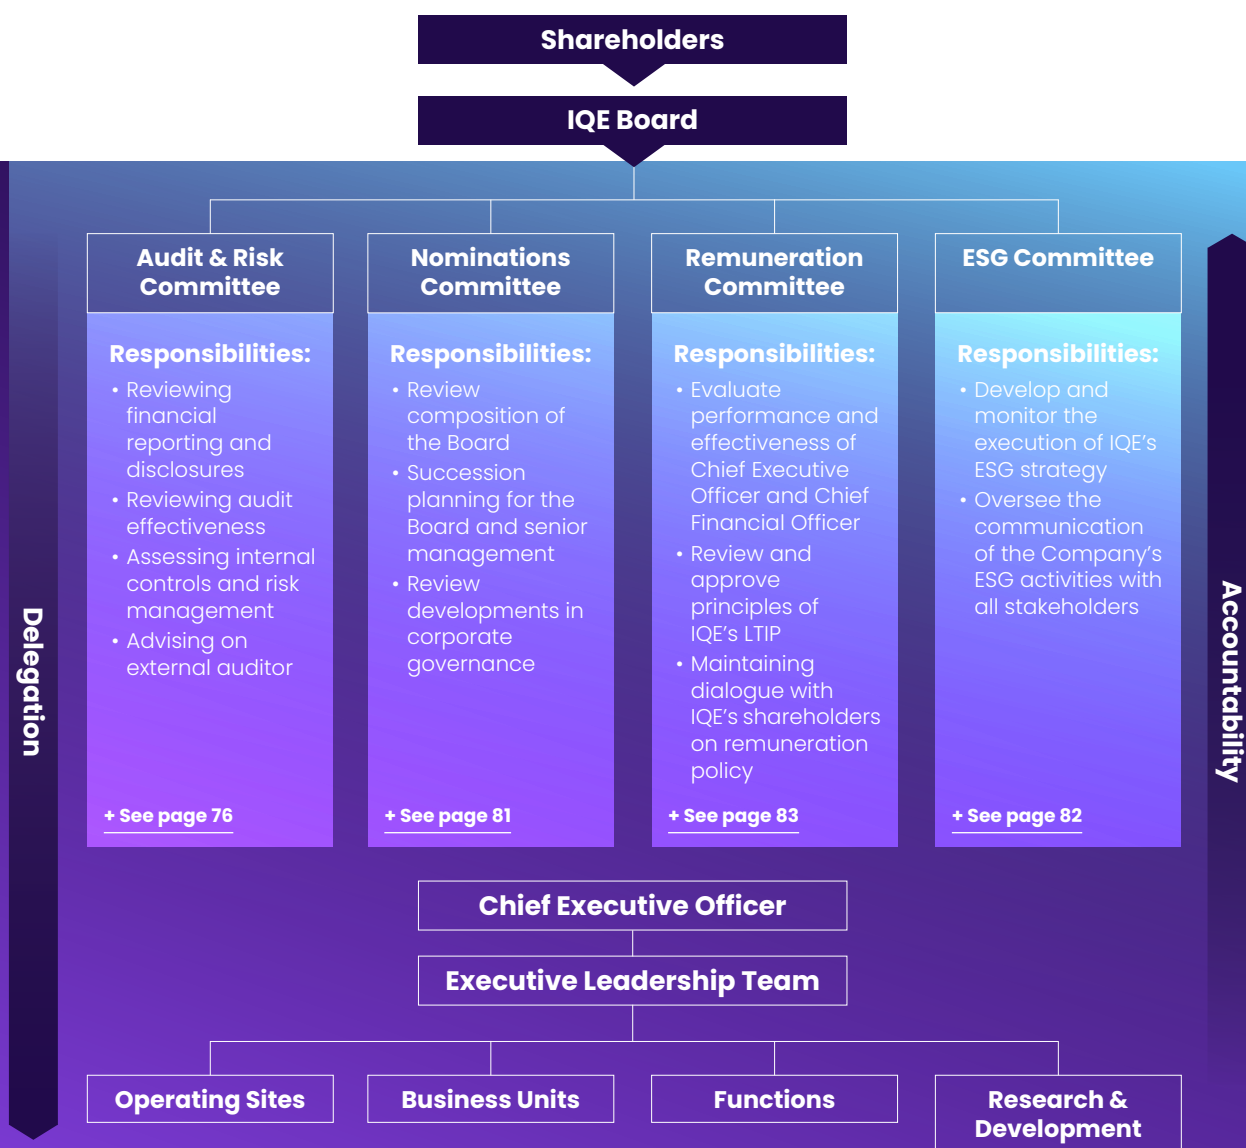 Shareholders
IQE Board
Delegation
Accountability
Audit & Risk
Committee
Responsibilities:
• Reviewing
financial
reporting and
disclosures
• Reviewing audit
effectiveness
• Assessing internal
controls and risk
management
• Advising on
external auditor
+ See page 76
Nominations
Committee
Responsibilities:
• Review
composition of
the Board
• Succession
planning for the
Board and senior
management
• Review
developments in
corporate
governance
+ See page 81
Remuneration
Committee
Responsibilities:
• Evaluate
performance and
effectiveness of
Chief Executive
Officer and Chief
Financial Officer
• Review and
approve
principles of
IQE’s LTIP
• Maintaining
dialogue with
IQE’s shareholders
on remuneration
policy
+ See page 83
ESG Committee
Responsibilities:
• Develop and
monitor the
execution of IQE’s
ESG strategy
• Oversee the
communication
of the Company’s
ESG activities with
all stakeholders
+ See page 82
Chief Executive Officer
Executive Leadership Team
Operating Sites
Business Units
Functions
Research &
Development